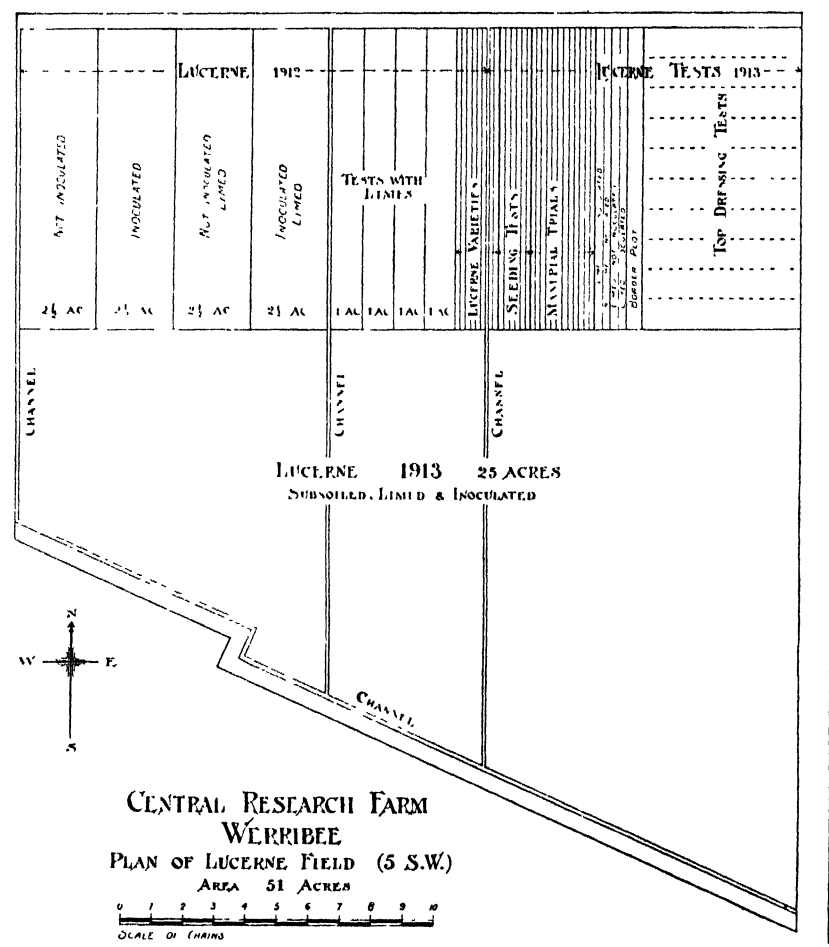 LUCERNE 1912
LUCERNE TESTS 1913
NOT INOCULATED
INOCULATED
NOT INOCULATED
LIMED
INOCULATED
LIMED
TESTS WITH
LIMES
LUCERNE VARIETIES
SEEDING TESTS
MANURIAL TRIALS
BORDER PLOT
TOP DRESSING TESTS
2½ AC
2½ AC
2½ AC
2½ AC
1 AC
1 AC
1 AC
1 AC
CHANNEL
CHANNEL
CHANNEL
LUCERNE 1913 25 ACRES
SUBSOILED, LIMED & INOCULATED
N
W
E
S
CHANNEL
CENTRAL RESEARCH FARM
WERRIBEE
PLAN OF LUCERNE FIELD (5 S.W.)
AREA 51 ACRES
0 1 2 3 4 5 6 7 8 9 10
SCALE OF CHAINS